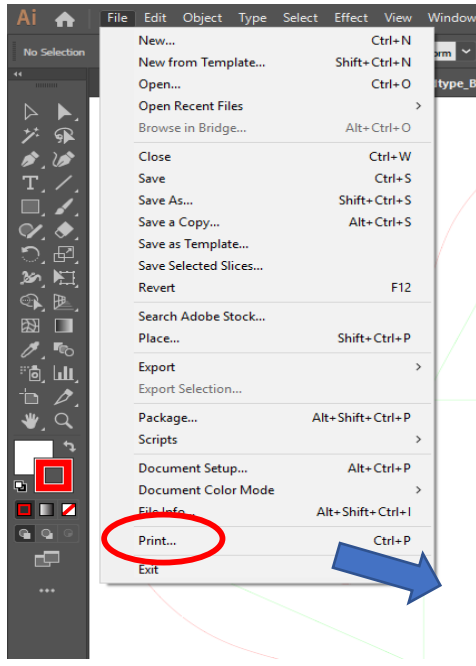 Ai File Edit Object Type Select Effect View Window
No Selection
New... Ctrl+N
New from Template... Shift+Ctrl+N
Open... Ctrl+O
Open Recent Files >
Browse in Bridge... Alt+Ctrl+O
Close Ctrl+W
Save Ctrl+S
Save As... Shift+Ctrl+S
Save a Copy... Alt+Ctrl+S
Save as Template...
Save Selected Slices...
Revert F12
Search Adobe Stock...
Place... Shift+Ctrl+P
Export >
Export Selection...
Package... Alt+Shift+Ctrl+P
Scripts >
Document Setup... Alt+Ctrl+P
Document Color Mode >
File Info... Alt+Shift+Ctrl+I
Print... Ctrl+P
Exit